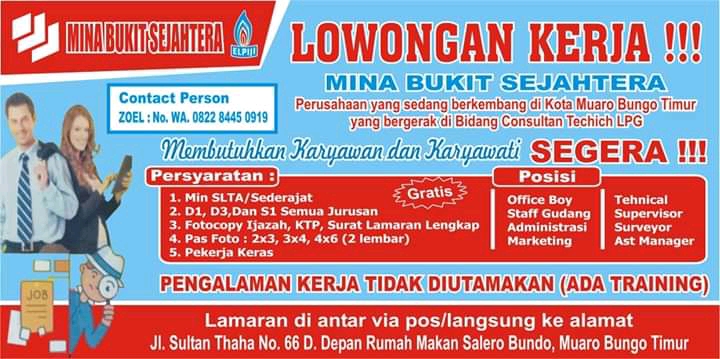 MINA BUKIT SEJAHTERA
ELPIJI
LOWONGAN KERJA !!!
MINA BUKIT SEJAHTERA
Perusahaan yang sedang berkembang di Kota Muaro Bungo Timur
yang bergerak di Bidang Consultan Techich LPG
Contact Person
ZOEL : No. WA. 0822 8445 0919
Membutuhkan Karyawan dan Karyawati SEGERA !!!
Persyaratan :
Gratis
1. Min SLTA/Sederajat
2. D1, D3,Dan S1 Semua Jurusan
3. Fotocopy Ijazah, KTP, Surat Lamaran Lengkap
4. Pas Foto : 2x3, 3x4, 4x6 (2 lembar)
5. Pekerja Keras
Posisi
Office Boy
Staff Gudang
Administrasi
Marketing
Tehnical
Supervisor
Surveyor
Ast Manager
PENGALAMAN KERJA TIDAK DIUTAMAKAN (ADA TRAINING)
JOB
Lamaran di antar via pos/langsung ke alamat
Jl. Sultan Thaha No. 66 D. Depan Rumah Makan Salero Bundo, Muaro Bungo Timur